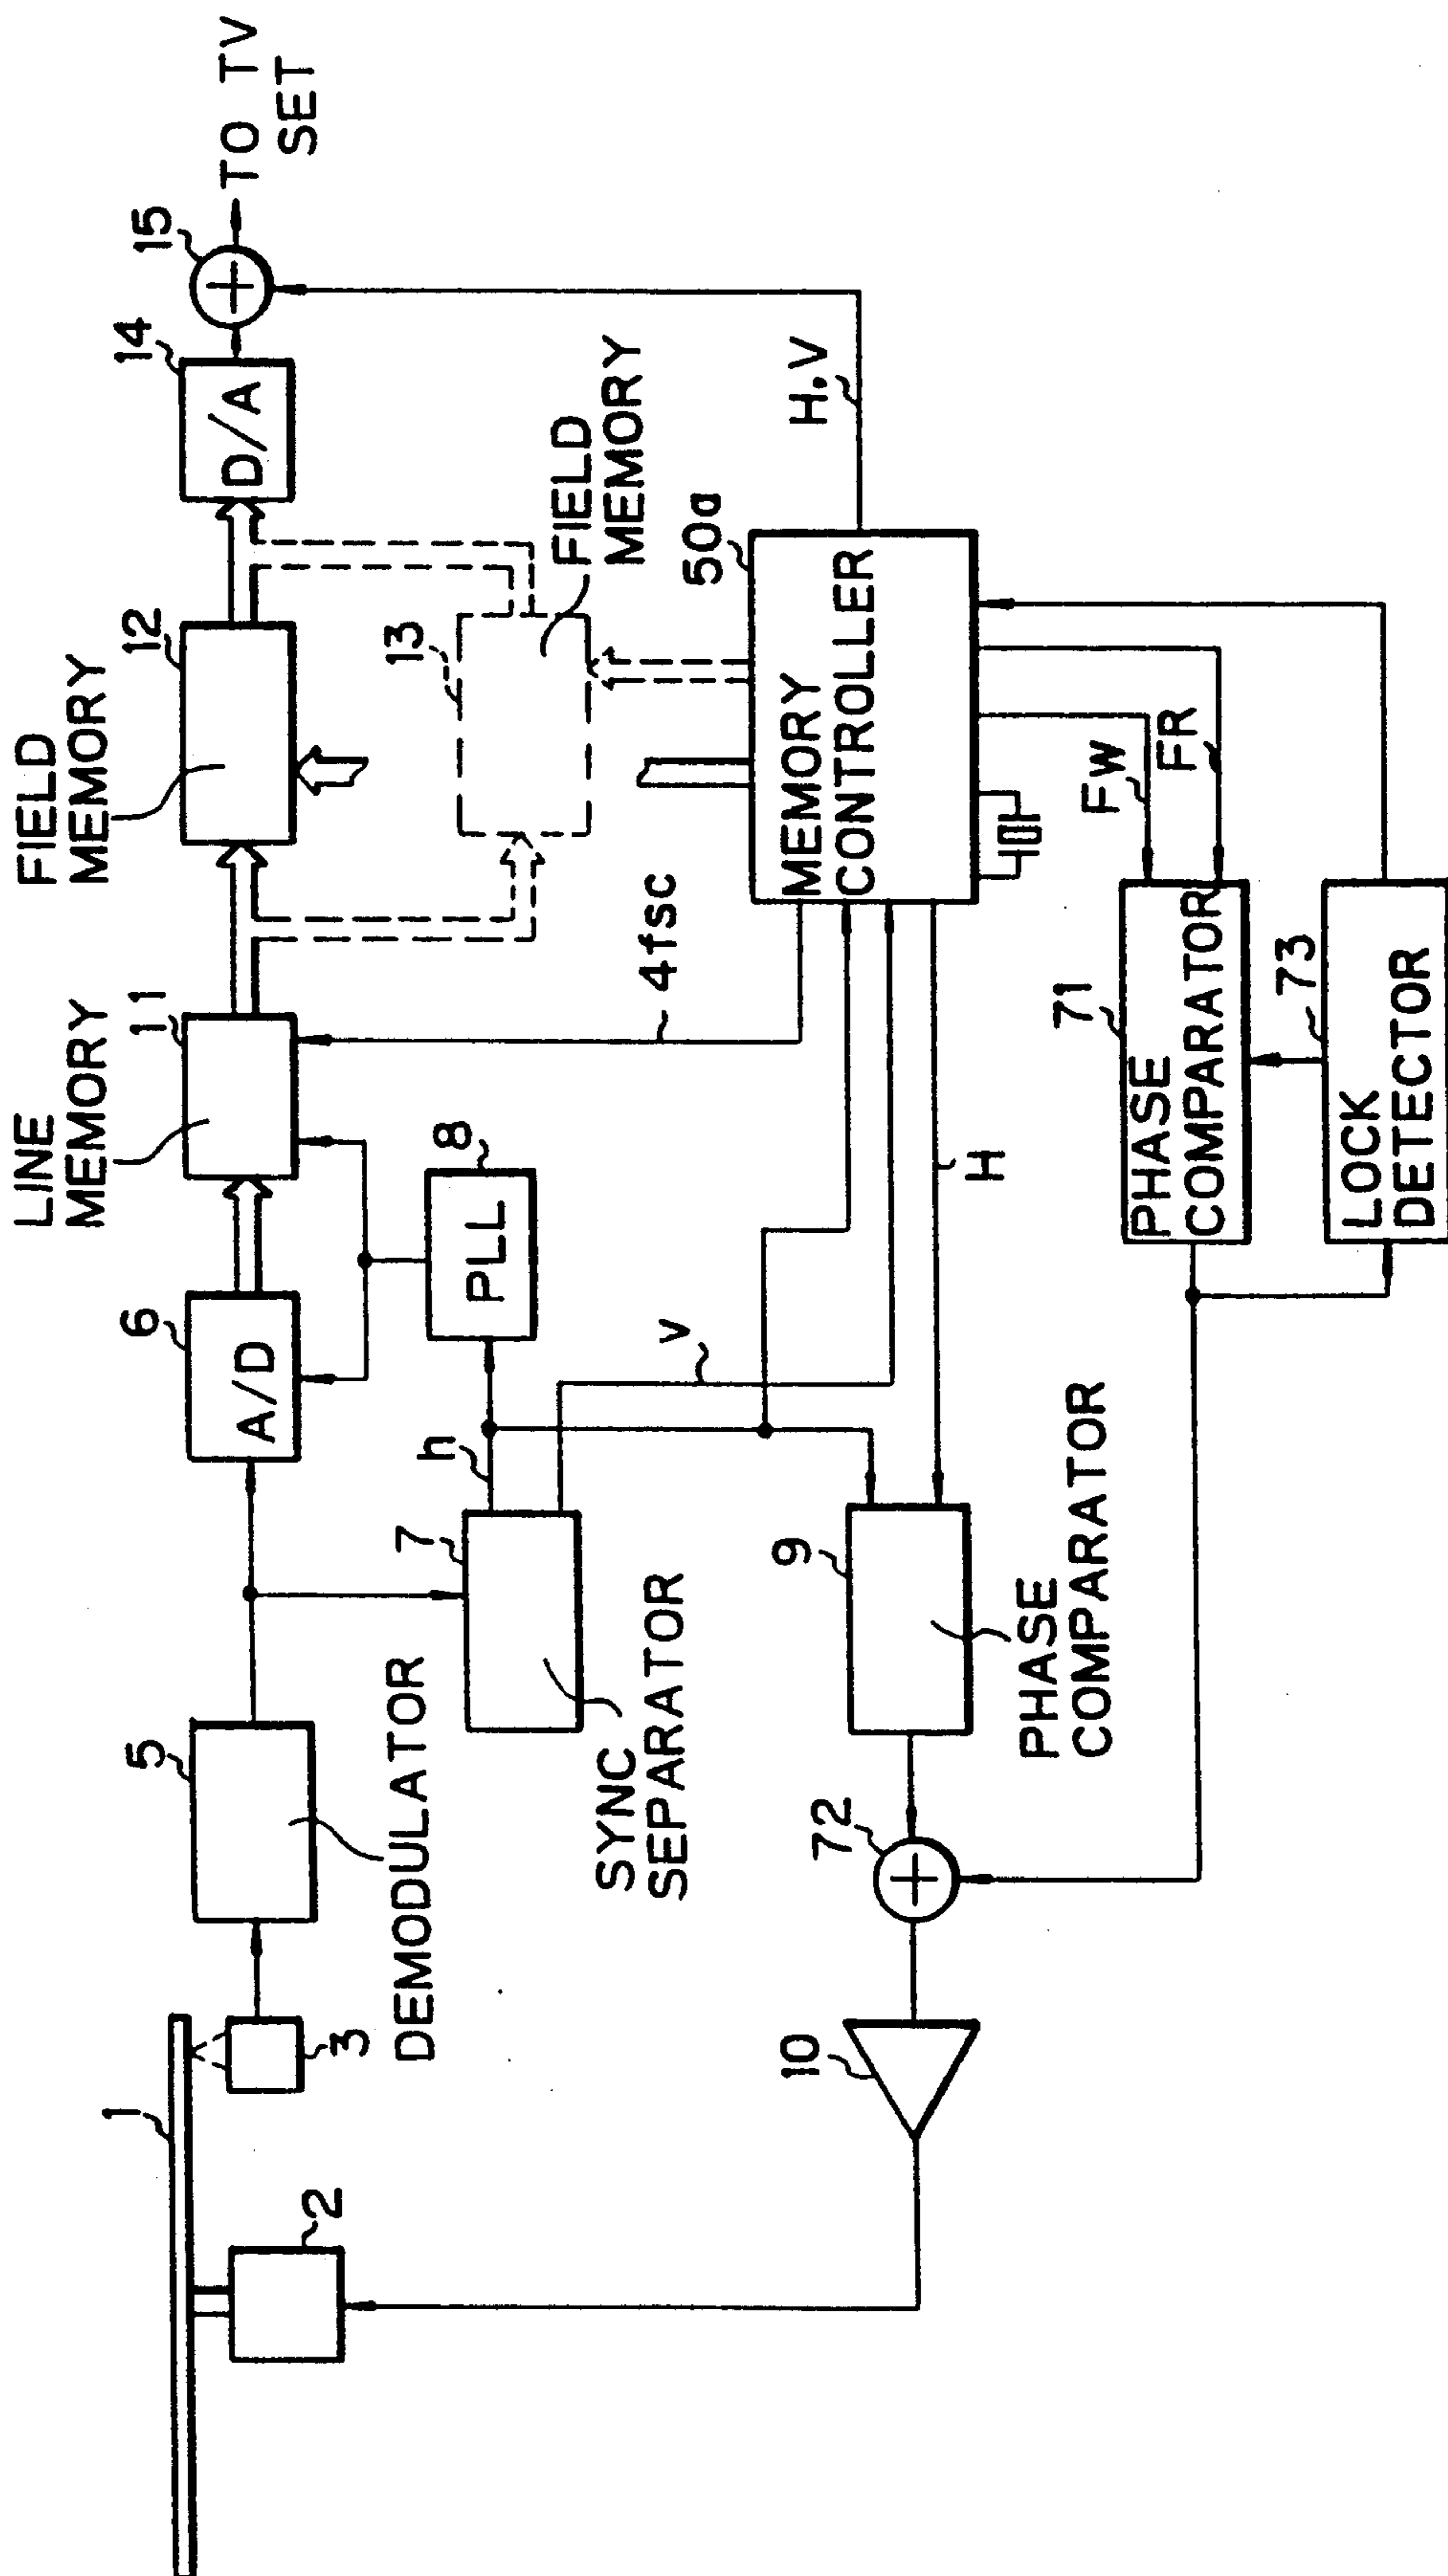 1
2
3
5
DEMODULATOR
6
A/D
7
SYNC
SEPARATOR
h
v
8
PLL
LINE
MEMORY
11
FIELD
MEMORY
12
13
FIELD
MEMORY
14
D/A
15
TO TV
SET
4fsc
50a
MEMORY
CONTROLLER
H,V
H
9
PHASE
COMPARATOR
10
72
71
PHASE
COMPARATOR
FW
FR
73
LOCK
DETECTOR